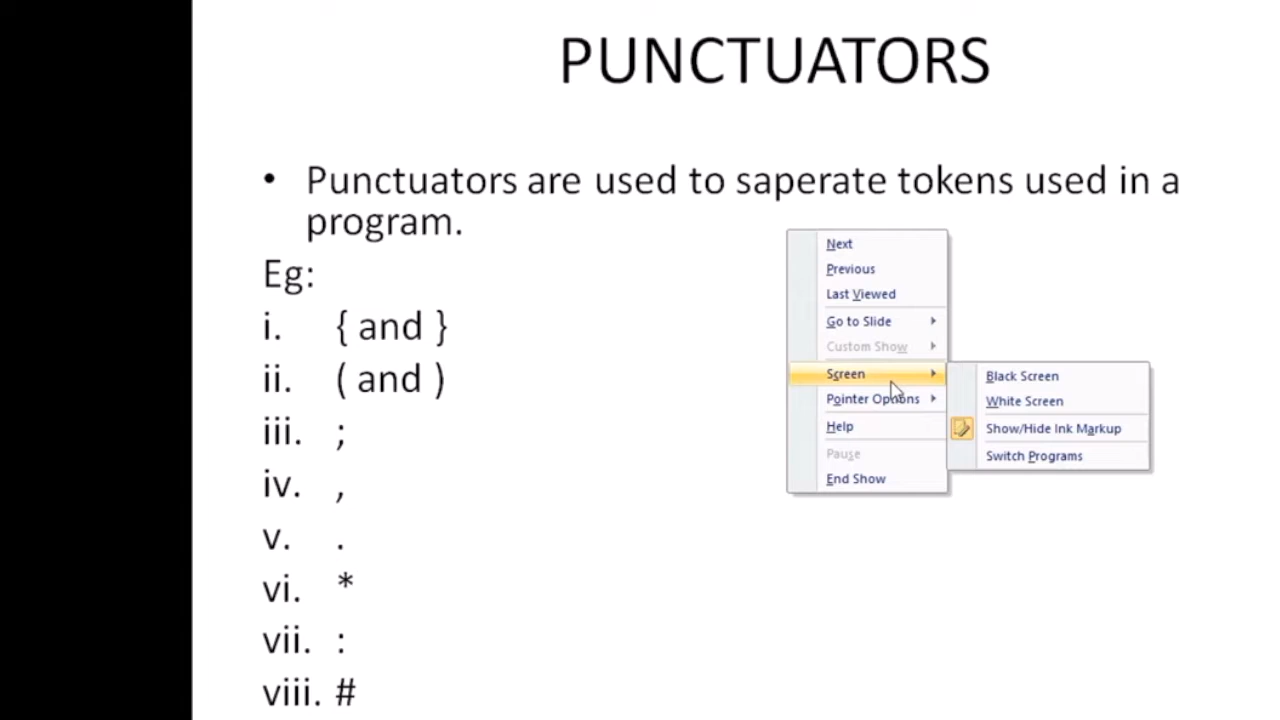 PUNCTUATORS
• Punctuators are used to saperate tokens used in a
program.
Eg:
i. { and }
ii. ( and )
iii. ;
iv. ,
v. .
vi. *
vii. :
viii. #
Next
Previous
Last Viewed
Go to Slide
Custom Show
Screen
Pointer Options
Help
Pause
End Show
Black Screen
White Screen
Show/Hide Ink Markup
Switch Programs